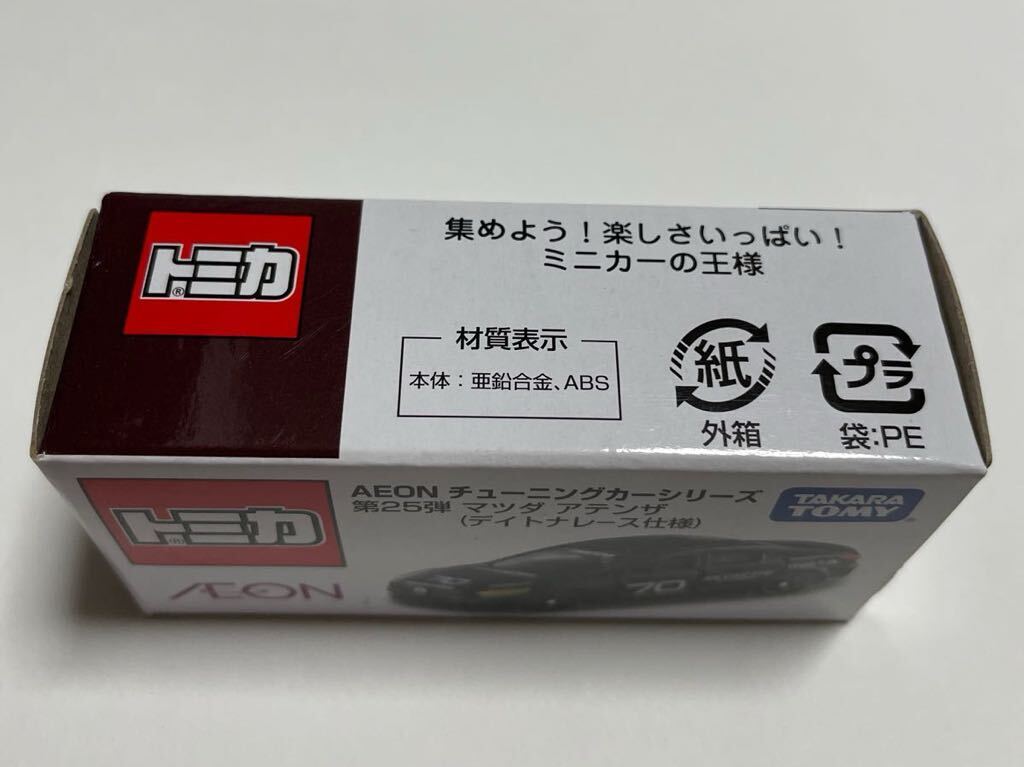 トミカ
®
集めよう！楽しさいっぱい！
ミニカーの王様
材質表示
本体：亜鉛合金、ABS
紙
外箱
プラ
袋:PE
トミカ
®
AEON チューニングカーシリーズ
第25弾 マツダ アテンザ
(デイトナレース仕様)
TAKARA
TOMY
ÆON
70